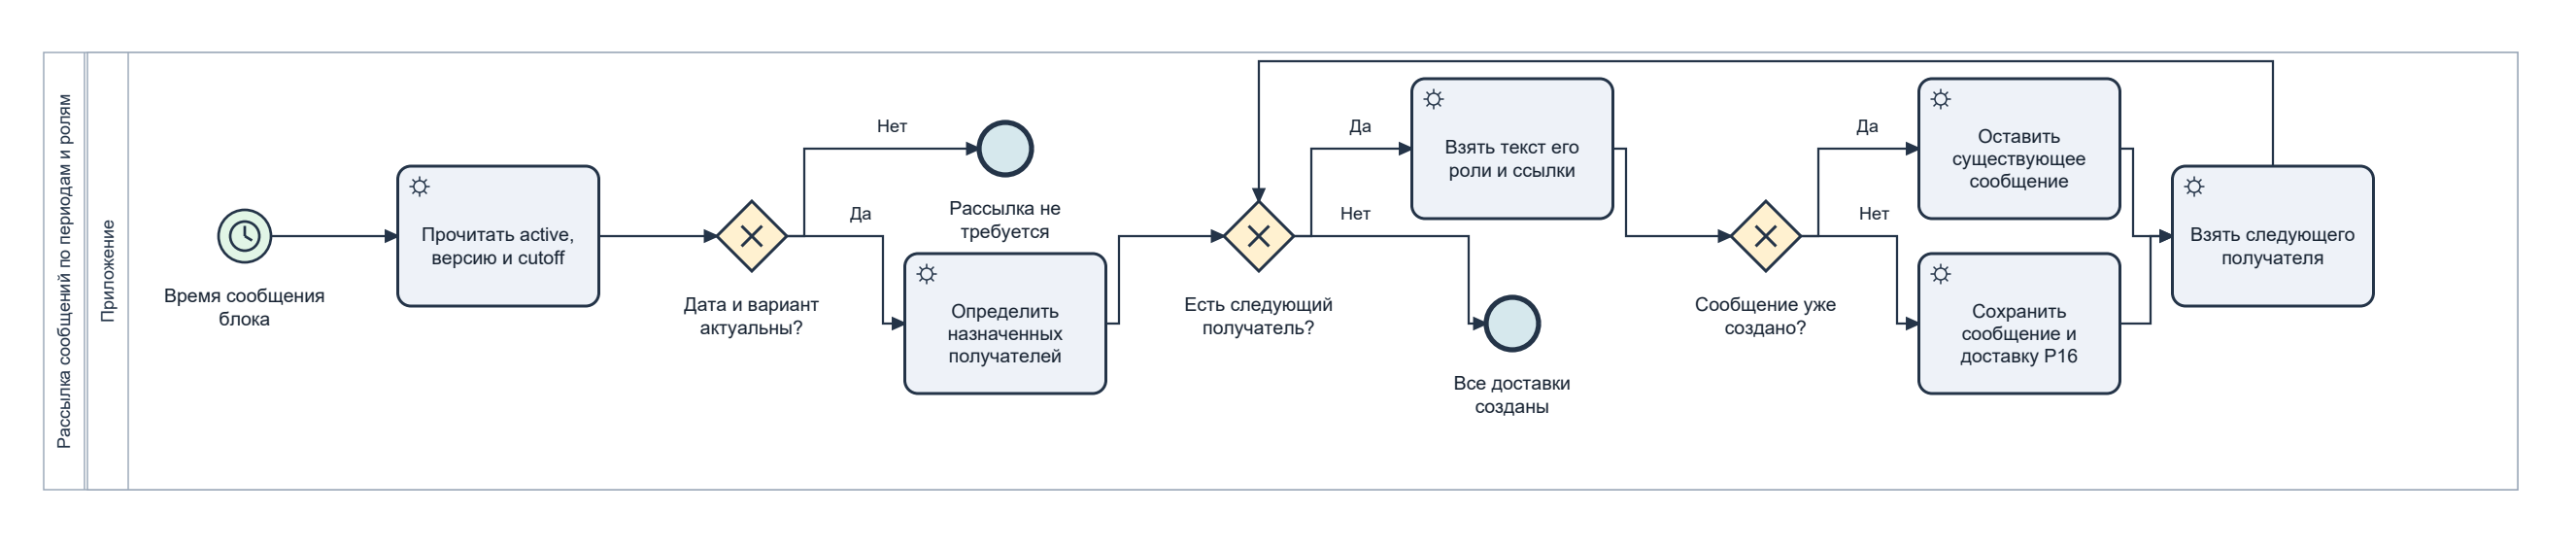 Рассылка сообщений по периодам и ролям
Приложение
Время сообщения
блока
Прочитать active,
версию и cutoff
Дата и вариант
актуальны?
Нет
Да
Рассылка не
требуется
Определить
назначенных
получателей
Есть следующий
получатель?
Да
Нет
Взять текст его
роли и ссылки
Все доставки
созданы
Сообщение уже
создано?
Да
Нет
Оставить
существующее
сообщение
Сохранить
сообщение и
доставку P16
Взять следующего
получателя